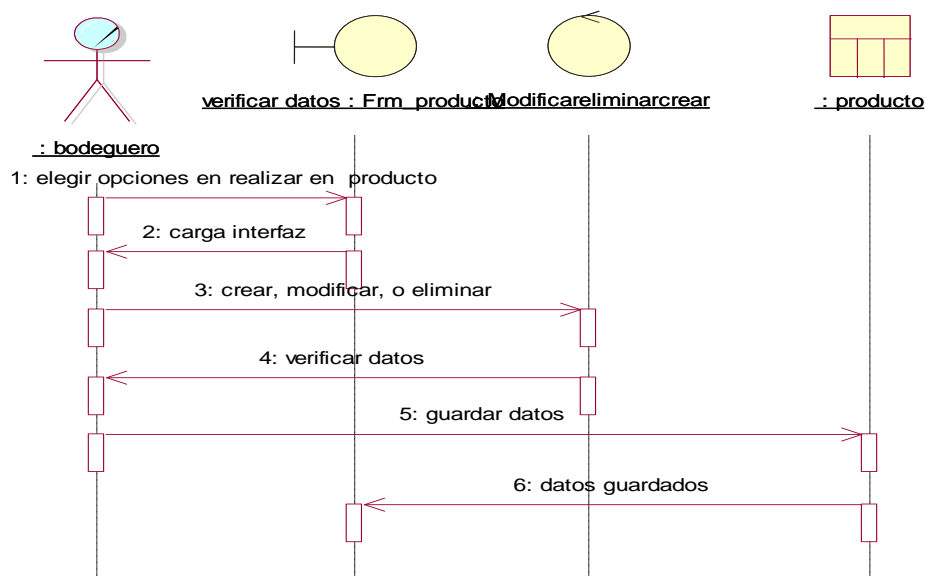 verificar datos : Frm_producto
: Modificareliminarcrear
: producto
: bodeguero
1: elegir opciones en realizar en producto
2: carga interfaz
3: crear, modificar, o eliminar
4: verificar datos
5: guardar datos
6: datos guardados